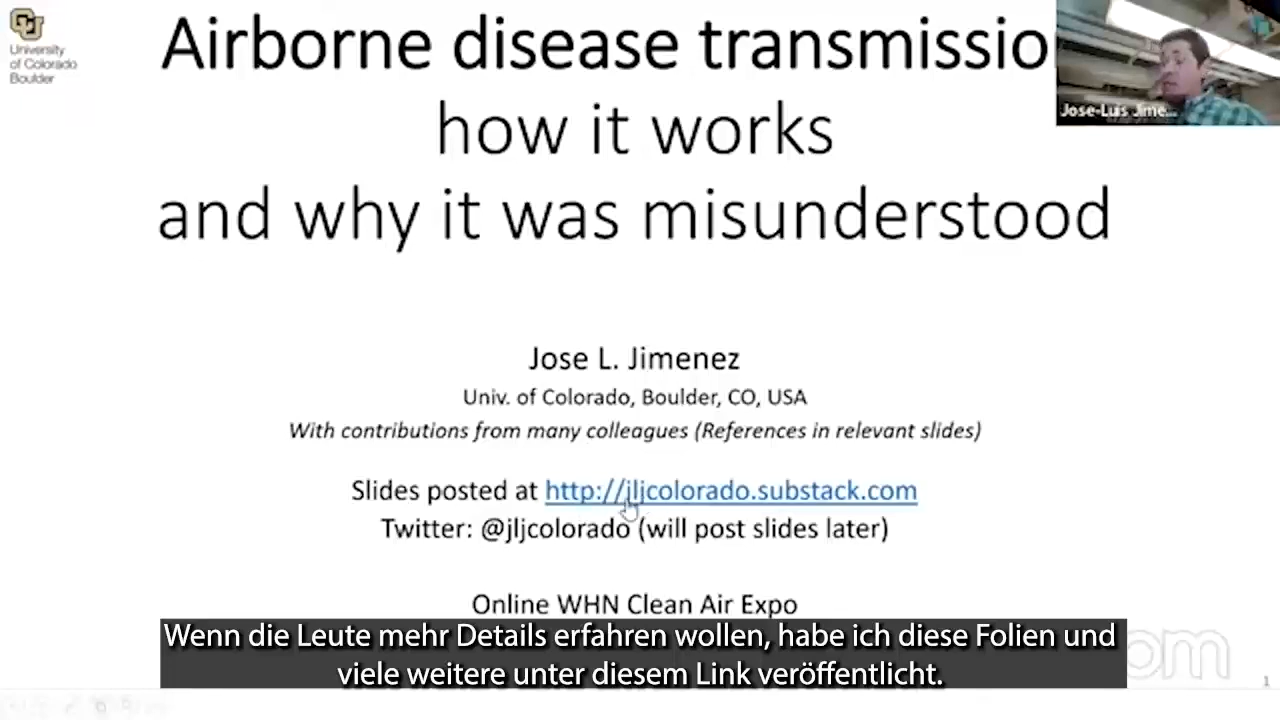 University
of Colorado
Boulder
Airborne disease transmissio
how it works
and why it was misunderstood
Jose-Luis Jime...
Jose L. Jimenez
Univ. of Colorado, Boulder, CO, USA
With contributions from many colleagues (References in relevant slides)
Slides posted at http://jljcolorado.substack.com
Twitter: @jljcolorado (will post slides later)
Online WHN Clean Air Expo
Wenn die Leute mehr Details erfahren wollen, habe ich diese Folien und
viele weitere unter diesem Link veröffentlicht.
om
1